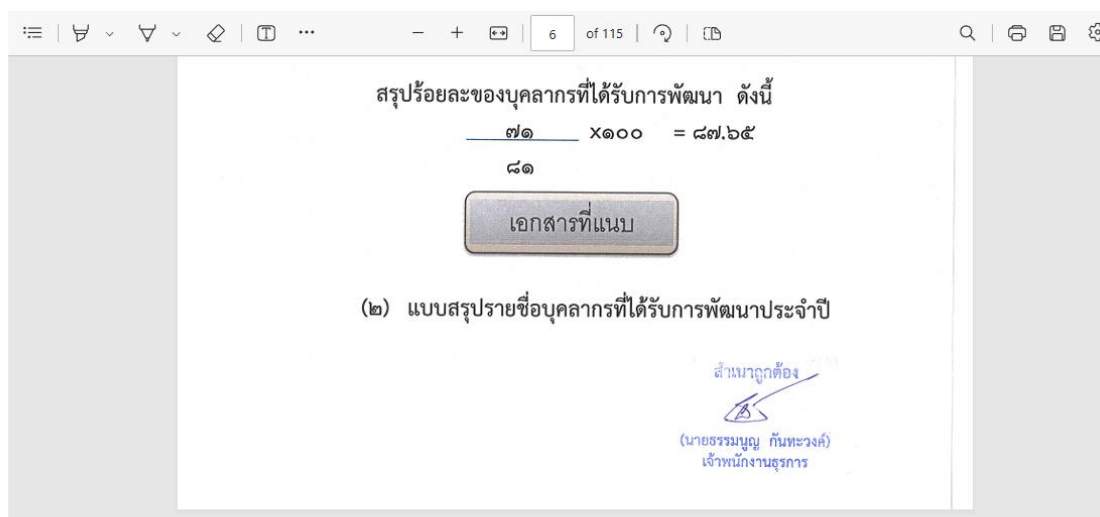 6 of 115
สรุปร้อยละของบุคลากรที่ได้รับการพัฒนา ดังนี้
๗๑ X๑๐๐ = ๘๗.๖๕
๘๑
เอกสารที่แนบ
(๒) แบบสรุปรายชื่อบุคลากรที่ได้รับการพัฒนาประจำปี
สำเนาถูกต้อง
(นายธรรมนูญ กันทะวงค์)
เจ้าพนักงานธุรการ